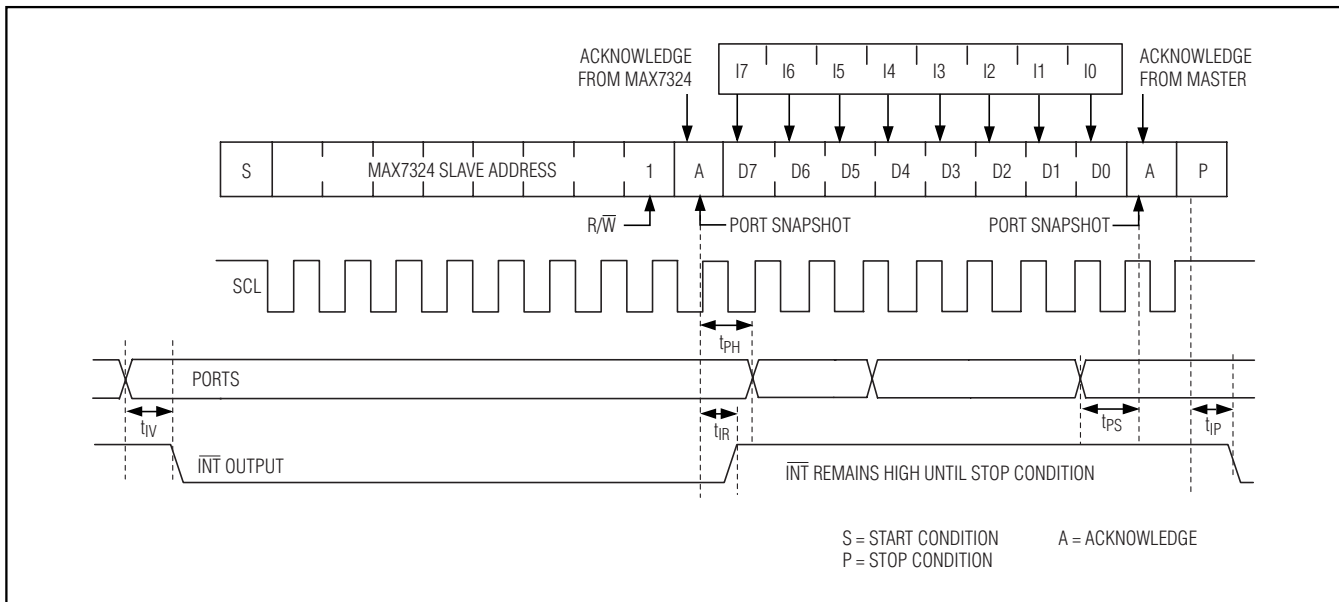 ACKNOWLEDGE
FROM MAX7324
I7 I6 I5 I4 I3 I2 I1 I0
ACKNOWLEDGE
FROM MASTER
S MAX7324 SLAVE ADDRESS 1 A D7 D6 D5 D4 D3 D2 D1 D0 A P
R/W̅ PORT SNAPSHOT PORT SNAPSHOT
SCL
tPH
PORTS
tIV tIR tPS tIP
I̅N̅T̅ OUTPUT I̅N̅T̅ REMAINS HIGH UNTIL STOP CONDITION
S = START CONDITION A = ACKNOWLEDGE
P = STOP CONDITION